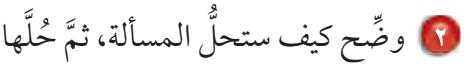 ٢ وضِّح كيف ستحلُّ المسألة، ثمَّ حُلَّها